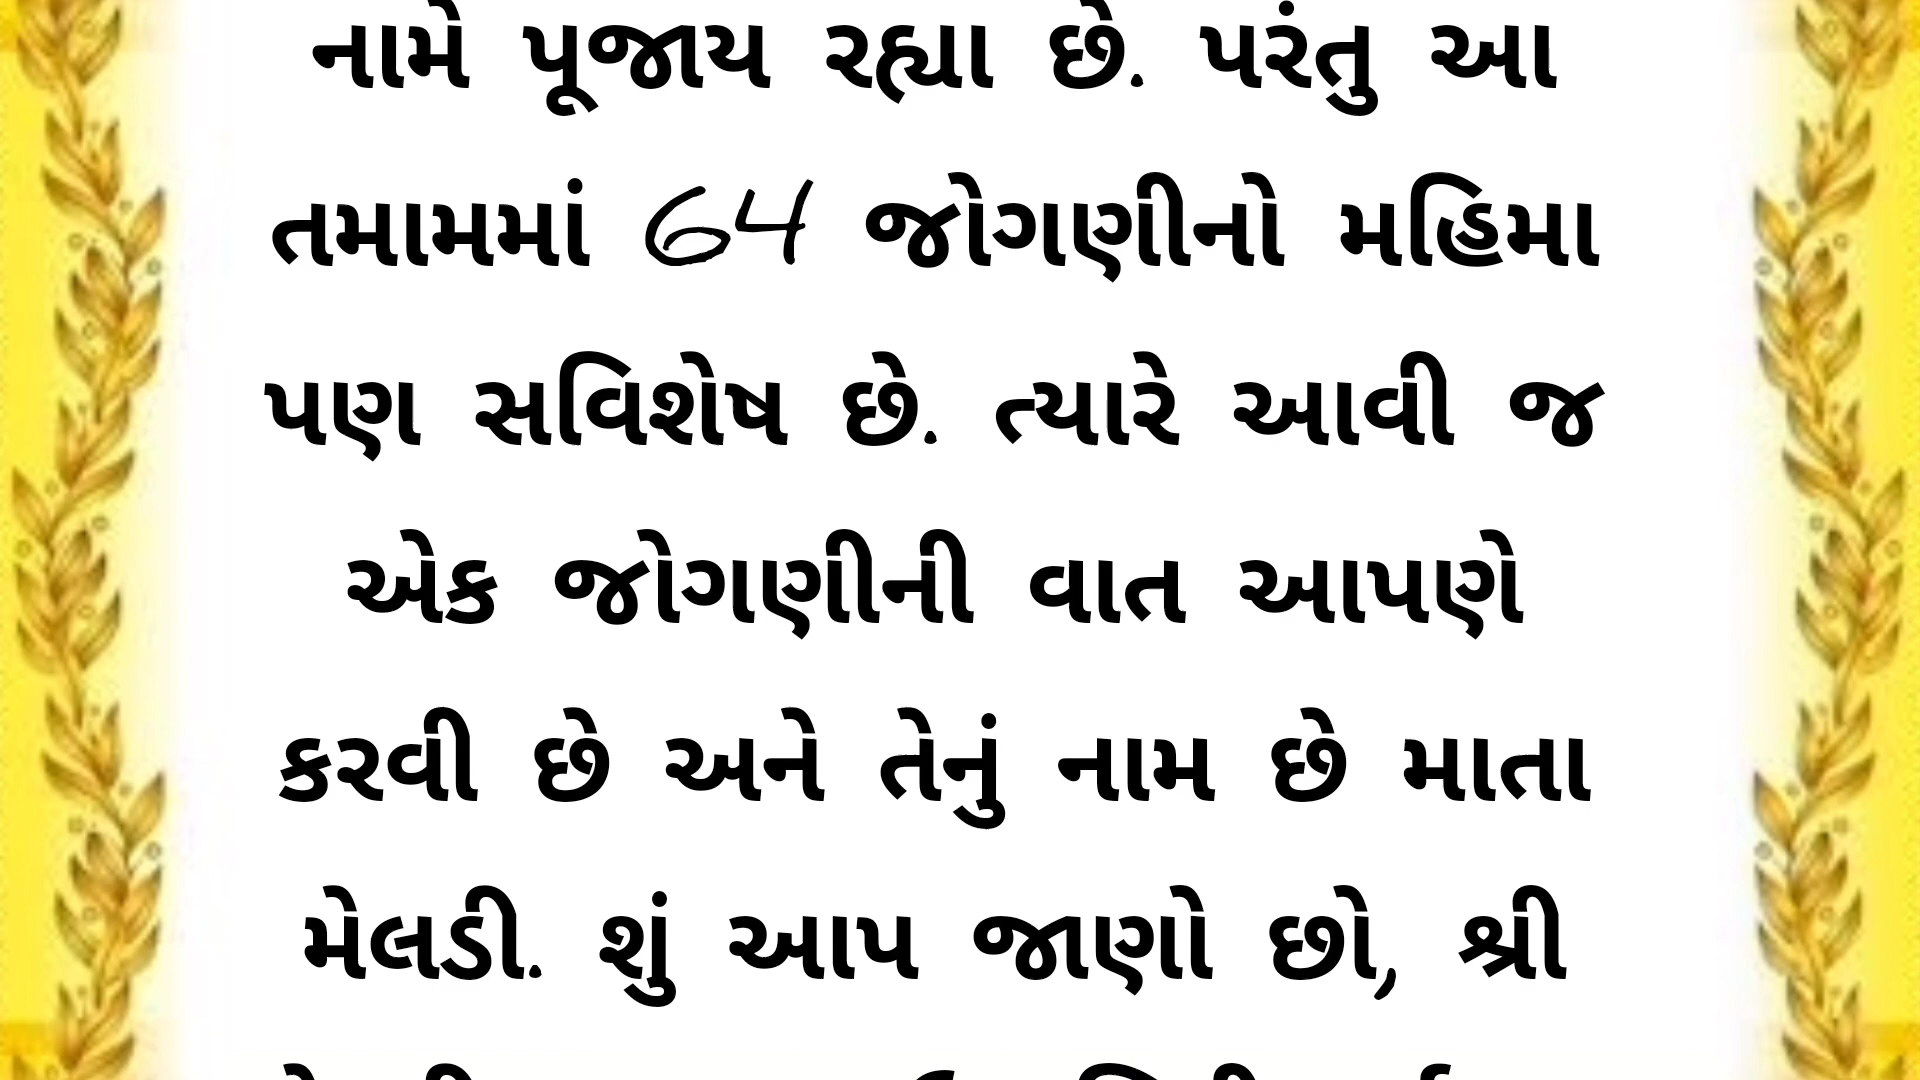 નામે પૂજાય રહ્યા છે. પરંતુ આ
તમામમાં 64 જોગણીનો મહિમા
પણ સવિશેષ છે. ત્યારે આવી જ
એક જોગણીની વાત આપણે
કરવી છે અને તેનું નામ છે માતા
મેલડી. શું આપ જાણો છો, શ્રી